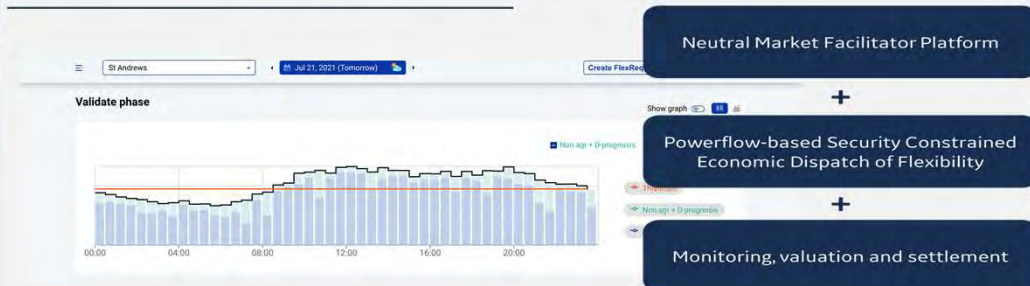 Neutral Market Facilitator Platform
St Andrews
Jul 21, 2021 (Tomorrow)
Create FlexReq
+
Validate phase
Show graph
Non agr + D-prognosis
Powerflow-based Security Constrained
Economic Dispatch of Flexibility
Threshold
Non agr + D-prognosis
+
00:00 04:00 08:00 12:00 16:00 20:00
Monitoring, valuation and settlement